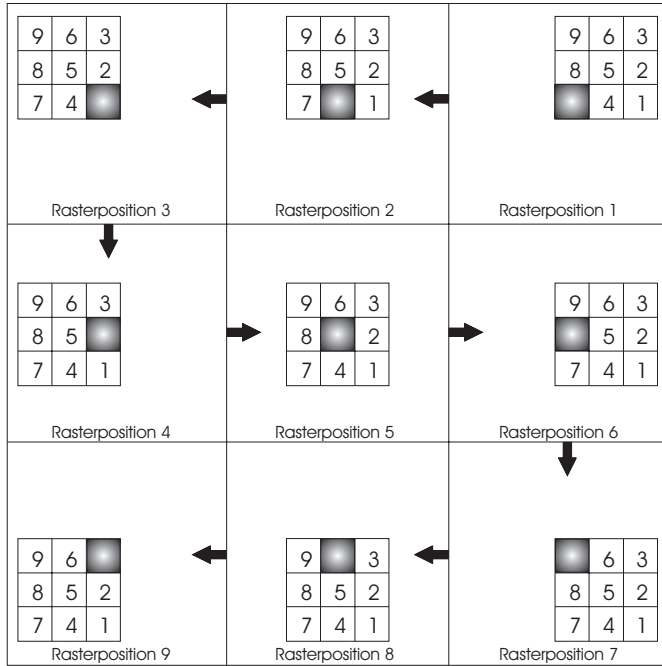 9 6 3
8 5 2
7 4
Rasterposition 3
9 6 3
8 5 2
7 1
Rasterposition 2
9 6 3
8 5 2
4 1
Rasterposition 1
9 6 3
8 5
7 4 1
Rasterposition 4
9 6 3
8 2
7 4 1
Rasterposition 5
9 6 3
5 2
7 4 1
Rasterposition 6
9 6
8 5 2
7 4 1
Rasterposition 9
9 3
8 5 2
7 4 1
Rasterposition 8
6 3
8 5 2
7 4 1
Rasterposition 7